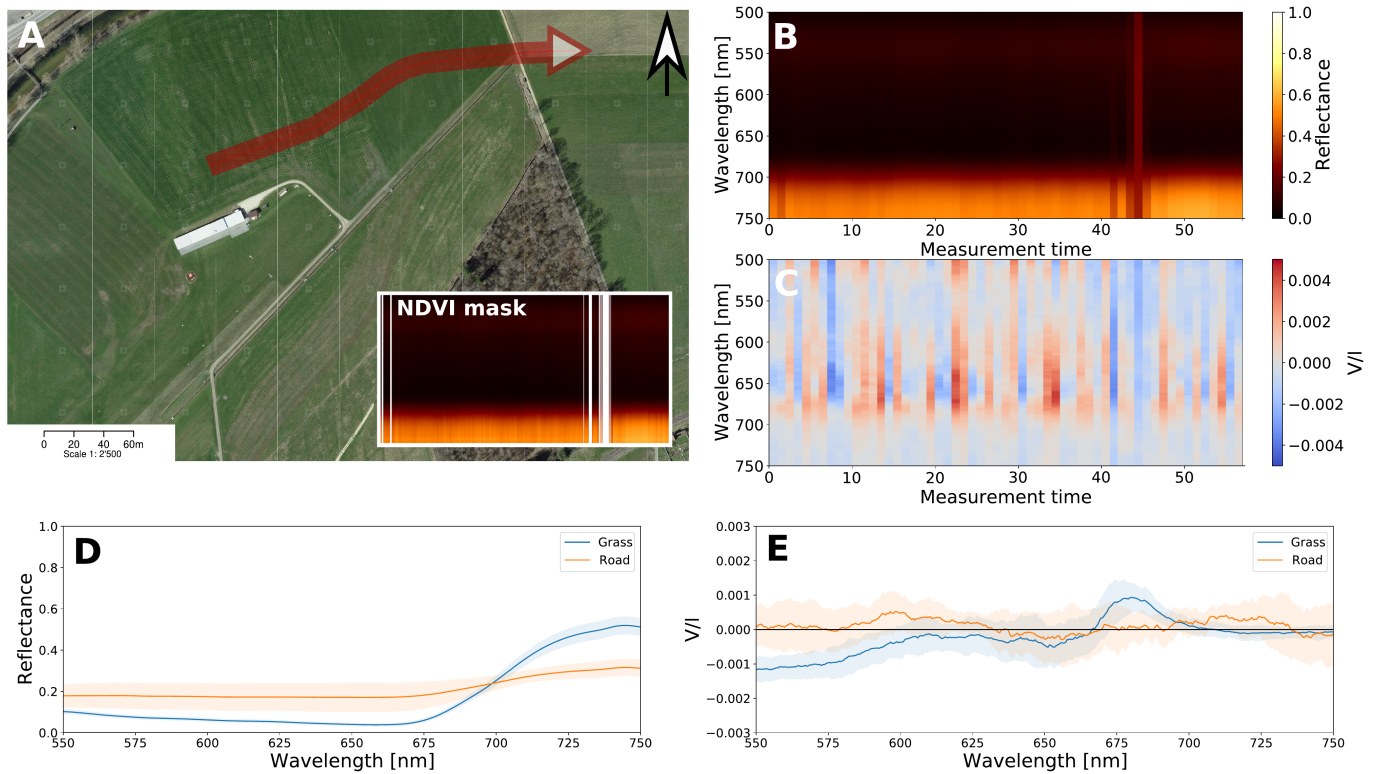 A
NDVI mask
0 20 40 60m
Scale 1: 2'500
B
500
550
600
650
700
750
Wavelength [nm]
0 10 20 30 40 50
Measurement time
1.0
0.8
0.6
0.4
0.2
0.0
Reflectance
C
500
550
600
650
700
750
Wavelength [nm]
0 10 20 30 40 50
Measurement time
0.004
0.002
0.000
−0.002
−0.004
V/I
D
1.0
0.8
0.6
0.4
0.2
0.0
Reflectance
Grass
Road
550 575 600 625 650 675 700 725 750
Wavelength [nm]
E
0.003
0.002
0.001
0.000
−0.001
−0.002
−0.003
V/I
Grass
Road
550 575 600 625 650 675 700 725 750
Wavelength [nm]